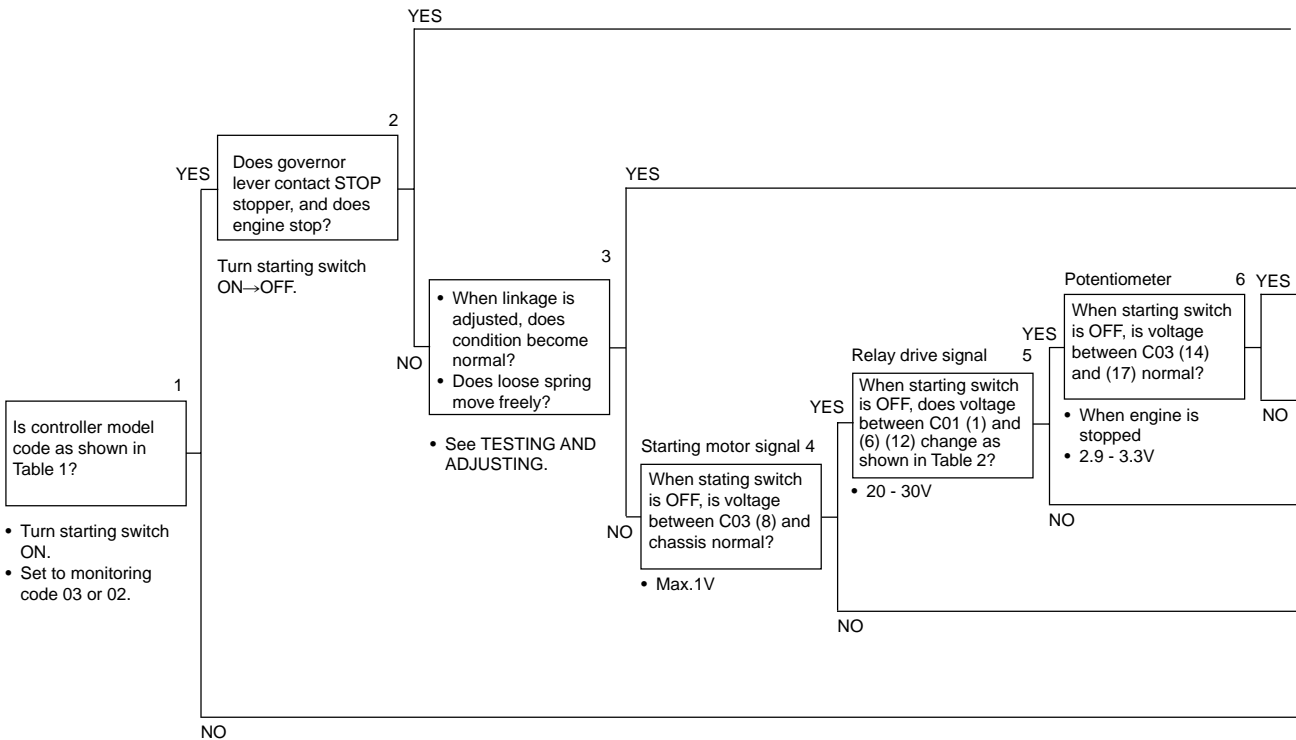 YES
2
YES
Does governor
lever contact STOP
stopper, and does
engine stop?
Turn starting switch
ON→OFF.
YES
3
NO
• When linkage is
adjusted, does
condition become
normal?
• Does loose spring
move freely?
• See TESTING AND
ADJUSTING.
Potentiometer 6 YES
YES
When starting switch
is OFF, is voltage
between C03 (14)
and (17) normal?
NO
• When engine is
stopped
• 2.9 - 3.3V
Relay drive signal 5
YES
When starting switch
is OFF, does voltage
between C01 (1) and
(6) (12) change as
shown in Table 2?
• 20 - 30V
NO
Starting motor signal 4
NO
When stating switch
is OFF, is voltage
between C03 (8) and
chassis normal?
• Max.1V
NO
1
Is controller model
code as shown in
Table 1?
• Turn starting switch
ON.
• Set to monitoring
code 03 or 02.
NO